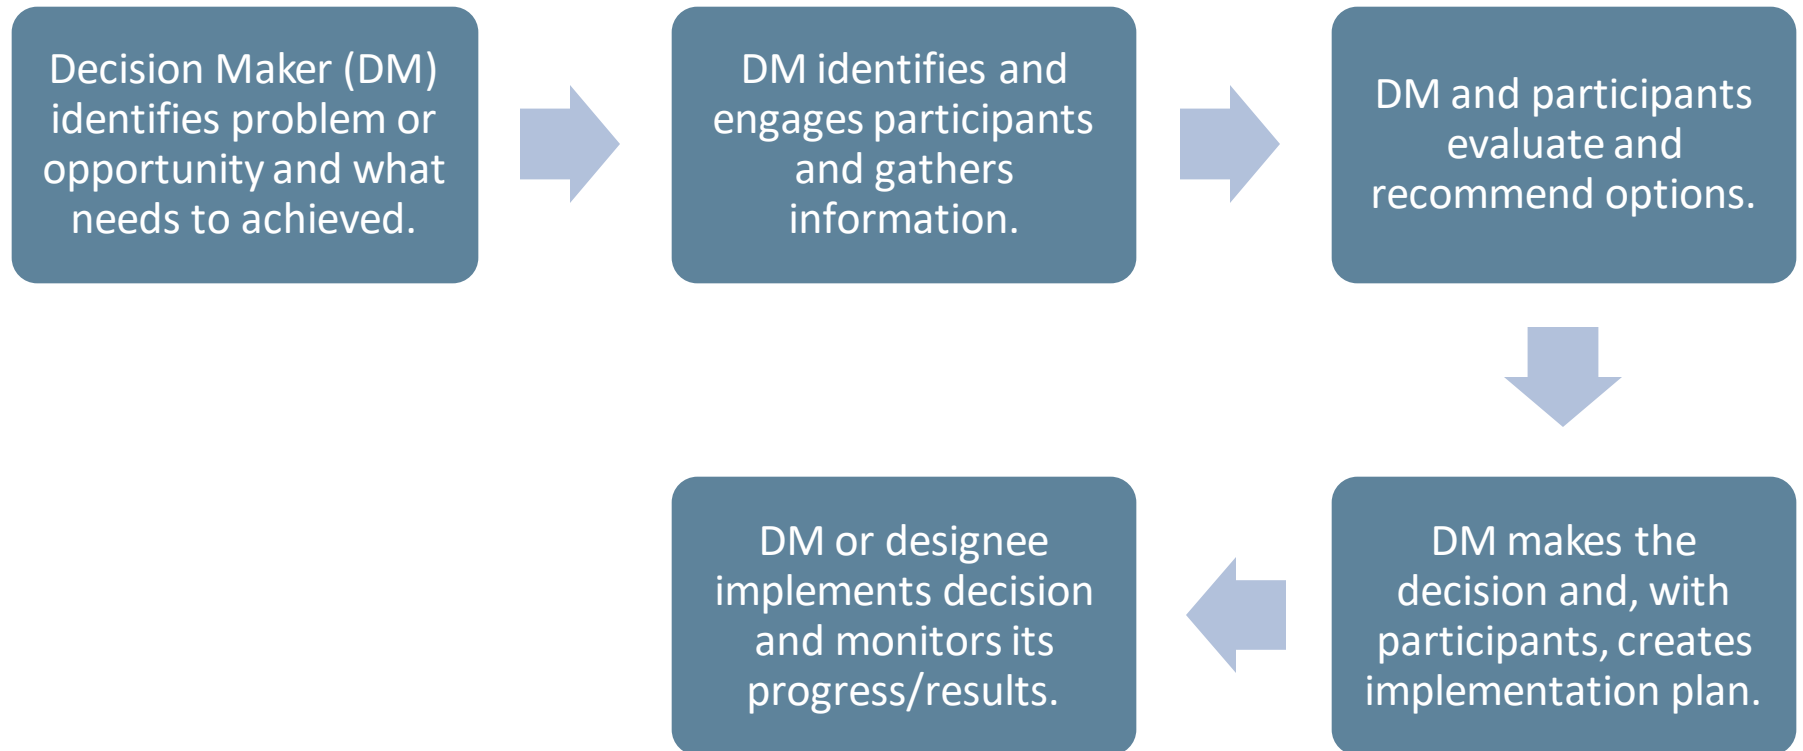 Decision Maker (DM)
identifies problem or
opportunity and what
needs to achieved.
DM identifies and
engages participants
and gathers
information.
DM and participants
evaluate and
recommend options.
DM makes the
decision and, with
participants, creates
implementation plan.
DM or designee
implements decision
and monitors its
progress/results.